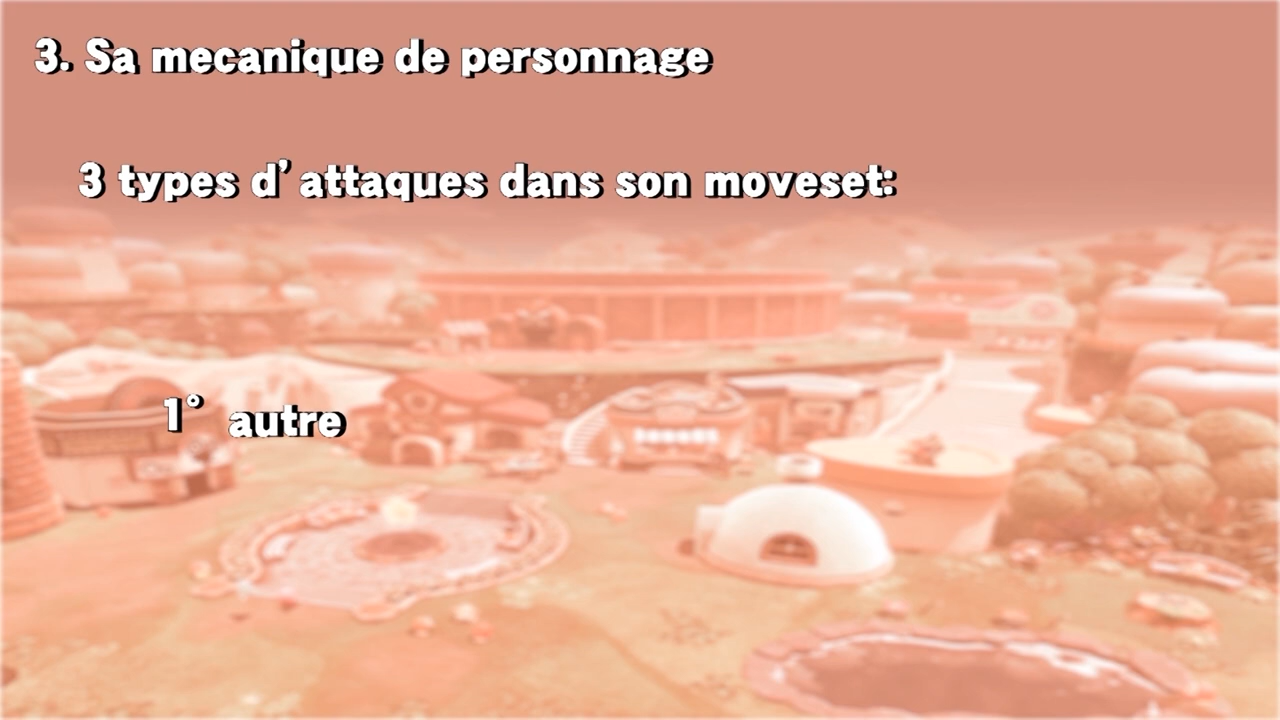 3. Sa mecanique de personnage
3 types d'attaques dans son moveset:
1° autre